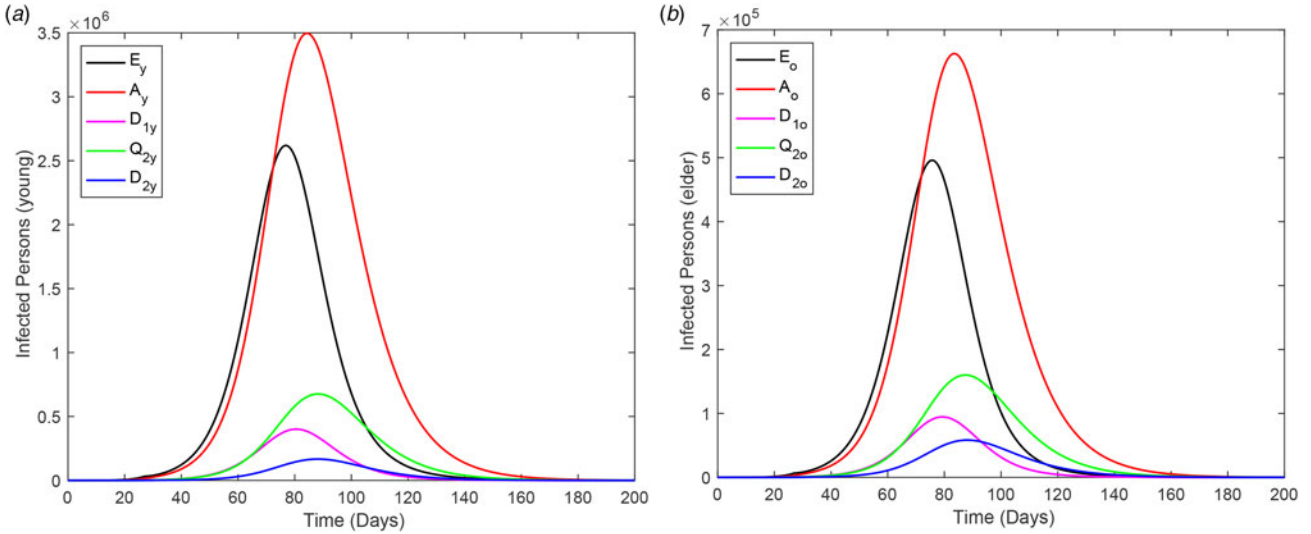 (a)
×10^6
3.5
3
2.5
2
1.5
1
0.5
0
0 20 40 60 80 100 120 140 160 180 200
Time (Days)
Infected Persons (young)
E_y
A_y
D_1y
Q_2y
D_2y
(b)
×10^5
7
6
5
4
3
2
1
0
0 20 40 60 80 100 120 140 160 180 200
Time (Days)
Infected Persons (elder)
E_o
A_o
D_1o
Q_2o
D_2o